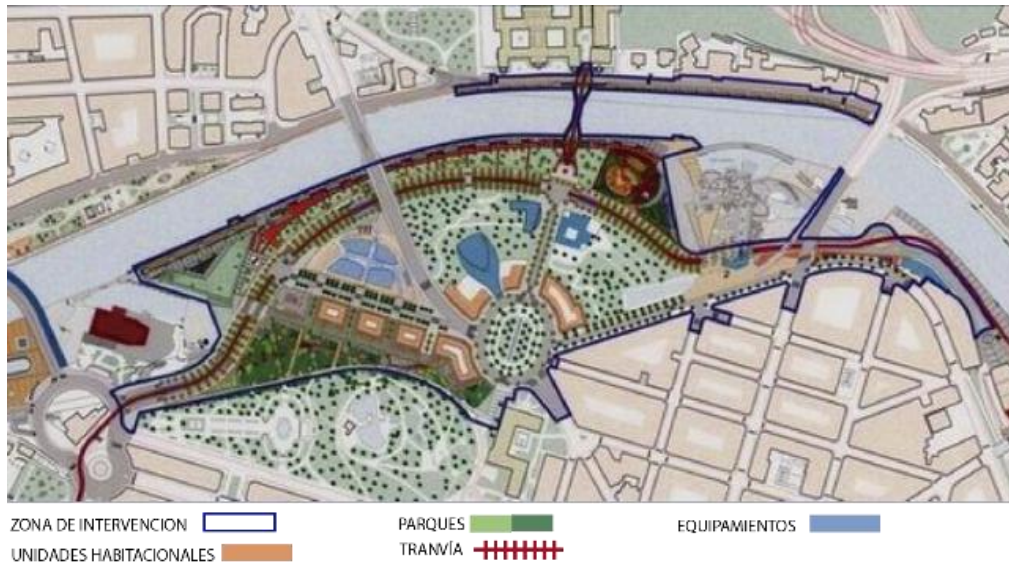 ZONA DE INTERVENCION
PARQUES
EQUIPAMIENTOS
UNIDADES HABITACIONALES
TRANVÍA